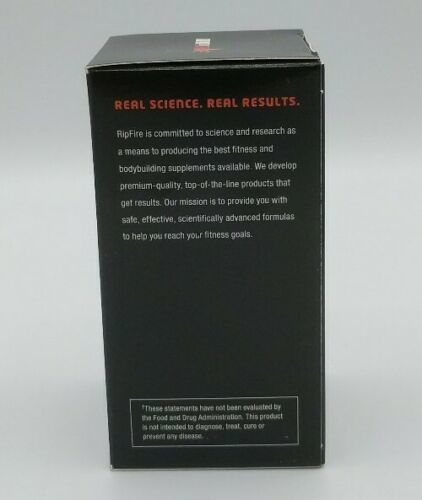 REAL SCIENCE. REAL RESULTS.
RipFire is committed to science and research as
a means to producing the best fitness and
bodybuilding supplements available. We develop
premium-quality, top-of-the-line products that
get results. Our mission is to provide you with
safe, effective, scientifically advanced formulas
to help you reach your fitness goals.
†These statements have not been evaluated by
the Food and Drug Administration. This product
is not intended to diagnose, treat, cure or
prevent any disease.